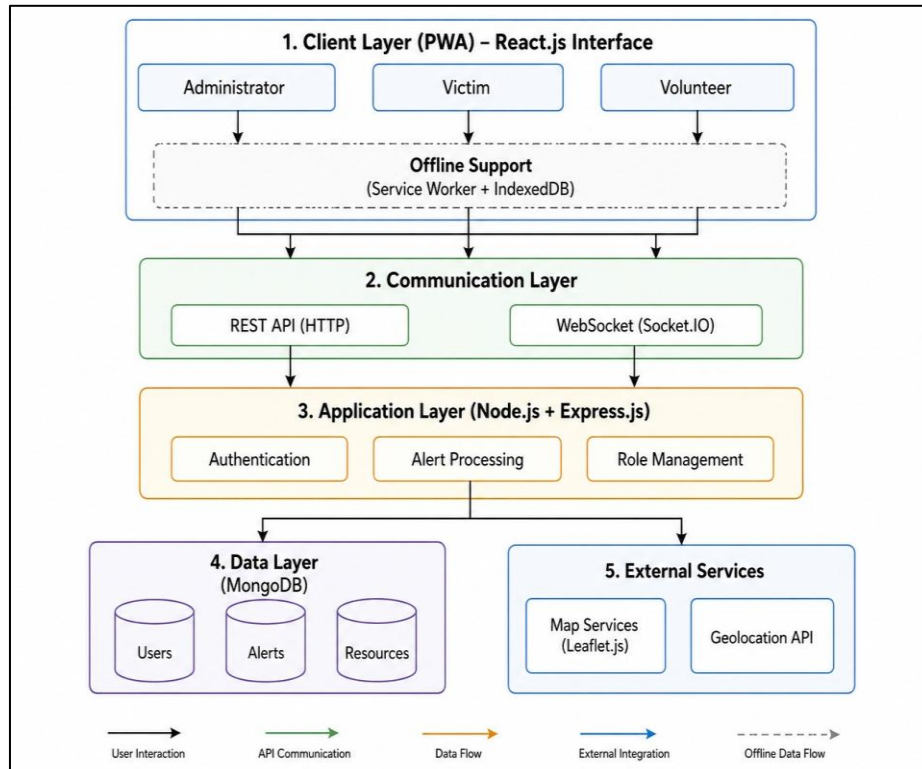 1. Client Layer (PWA) – React.js Interface
Administrator
Victim
Volunteer
Offline Support
(Service Worker + IndexedDB)
2. Communication Layer
REST API (HTTP)
WebSocket (Socket.IO)
3. Application Layer (Node.js + Express.js)
Authentication
Alert Processing
Role Management
4. Data Layer
(MongoDB)
Users
Alerts
Resources
5. External Services
Map Services
(Leaflet.js)
Geolocation API
User Interaction
API Communication
Data Flow
External Integration
Offline Data Flow